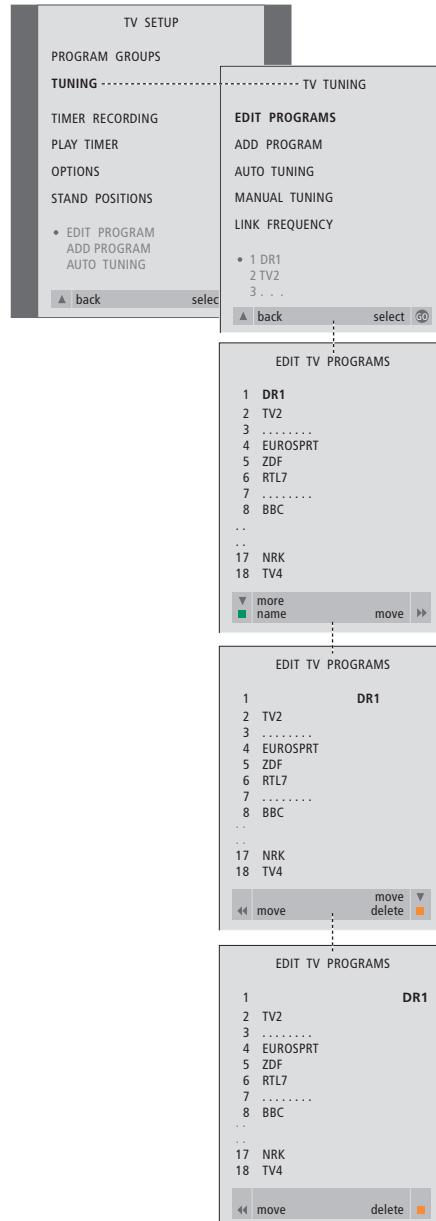 TV SETUP
PROGRAM GROUPS
TUNING
TIMER RECORDING
PLAY TIMER
OPTIONS
STAND POSITIONS
• EDIT PROGRAM
ADD PROGRAM
AUTO TUNING
▲ back selec
TV TUNING
EDIT PROGRAMS
ADD PROGRAM
AUTO TUNING
MANUAL TUNING
LINK FREQUENCY
• 1 DR1
2 TV2
3 . . .
▲ back select GO
EDIT TV PROGRAMS
1 DR1
2 TV2
3 ........
4 EUROSPRT
5 ZDF
6 RTL7
7 ........
8 BBC
. .
. .
17 NRK
18 TV4
▼ more
name move
EDIT TV PROGRAMS
1 DR1
2 TV2
3 ........
4 EUROSPRT
5 ZDF
6 RTL7
7 ........
8 BBC
. .
. .
17 NRK
18 TV4
move ▼
move delete
EDIT TV PROGRAMS
1 DR1
2 TV2
3 ........
4 EUROSPRT
5 ZDF
6 RTL7
7 ........
8 BBC
. .
. .
17 NRK
18 TV4
move delete